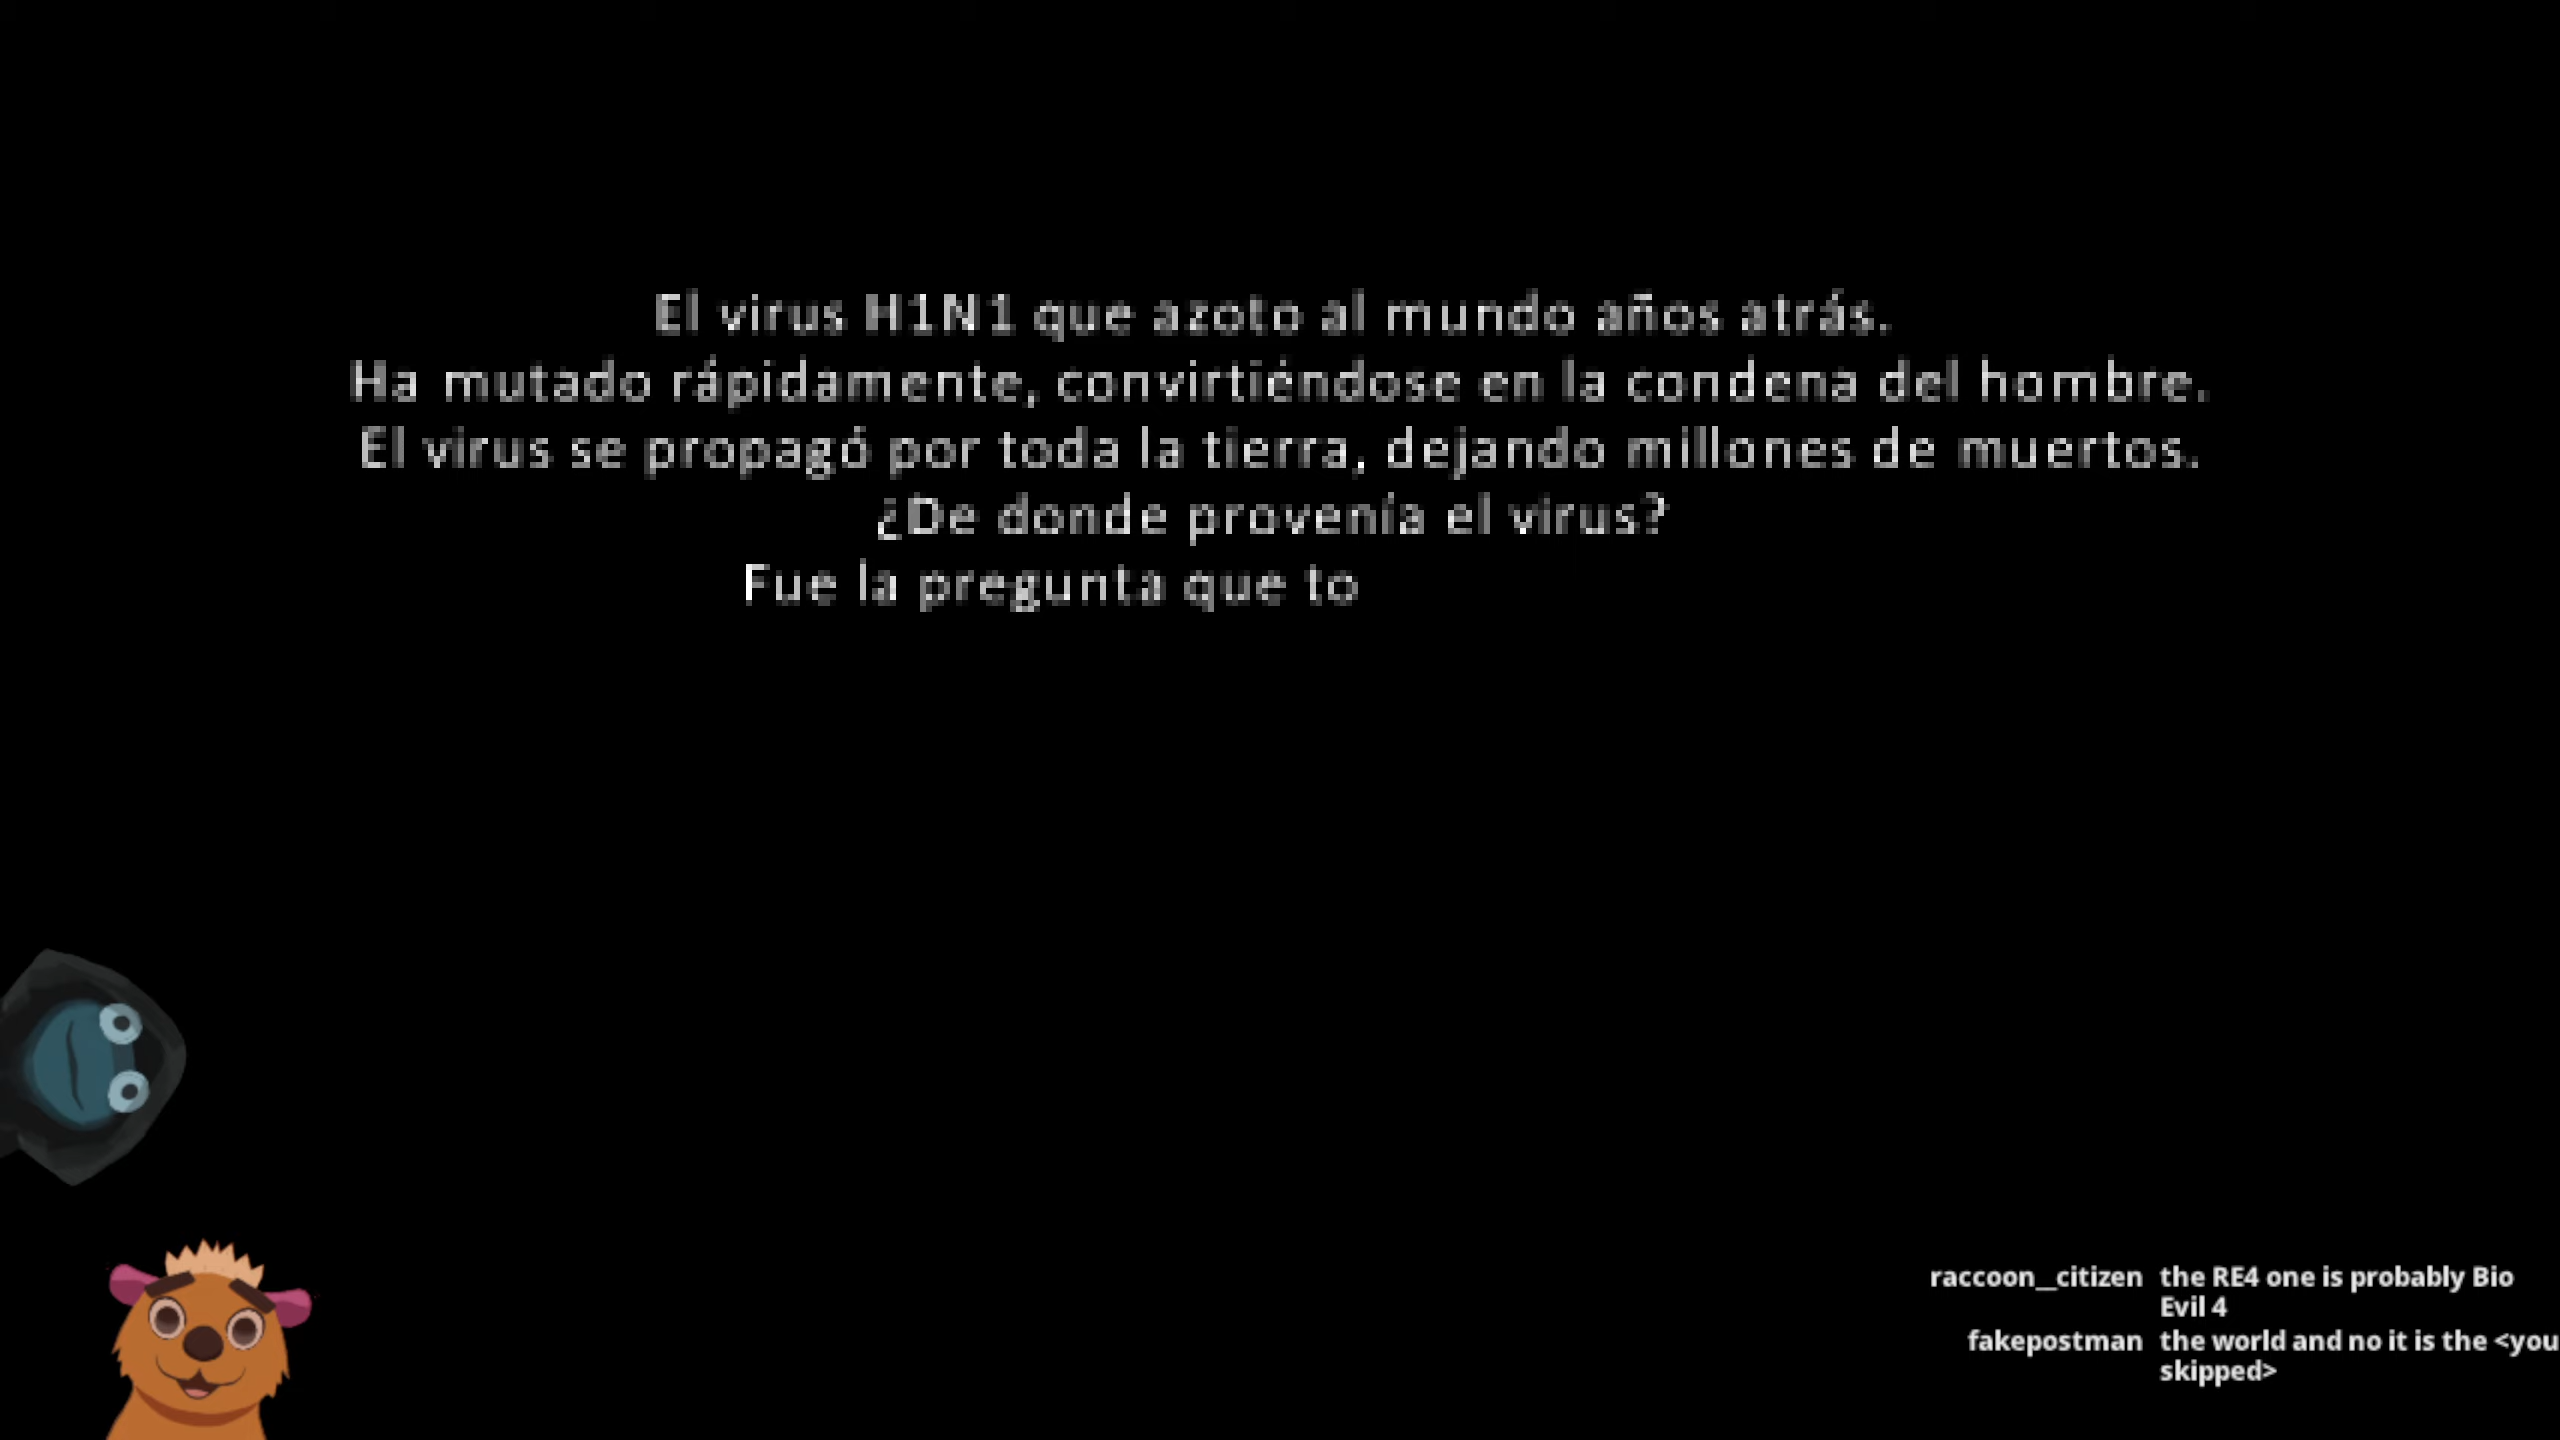 El virus H1N1 que azoto al mundo años atrás.
Ha mutado rápidamente, convirtiéndose en la condena del hombre.
El virus se propagó por toda la tierra, dejando millones de muertos.
¿De donde provenía el virus?
Fue la pregunta que to
raccoon__citizen the RE4 one is probably Bio
Evil 4
fakepostman the world and no it is the <you
skipped>